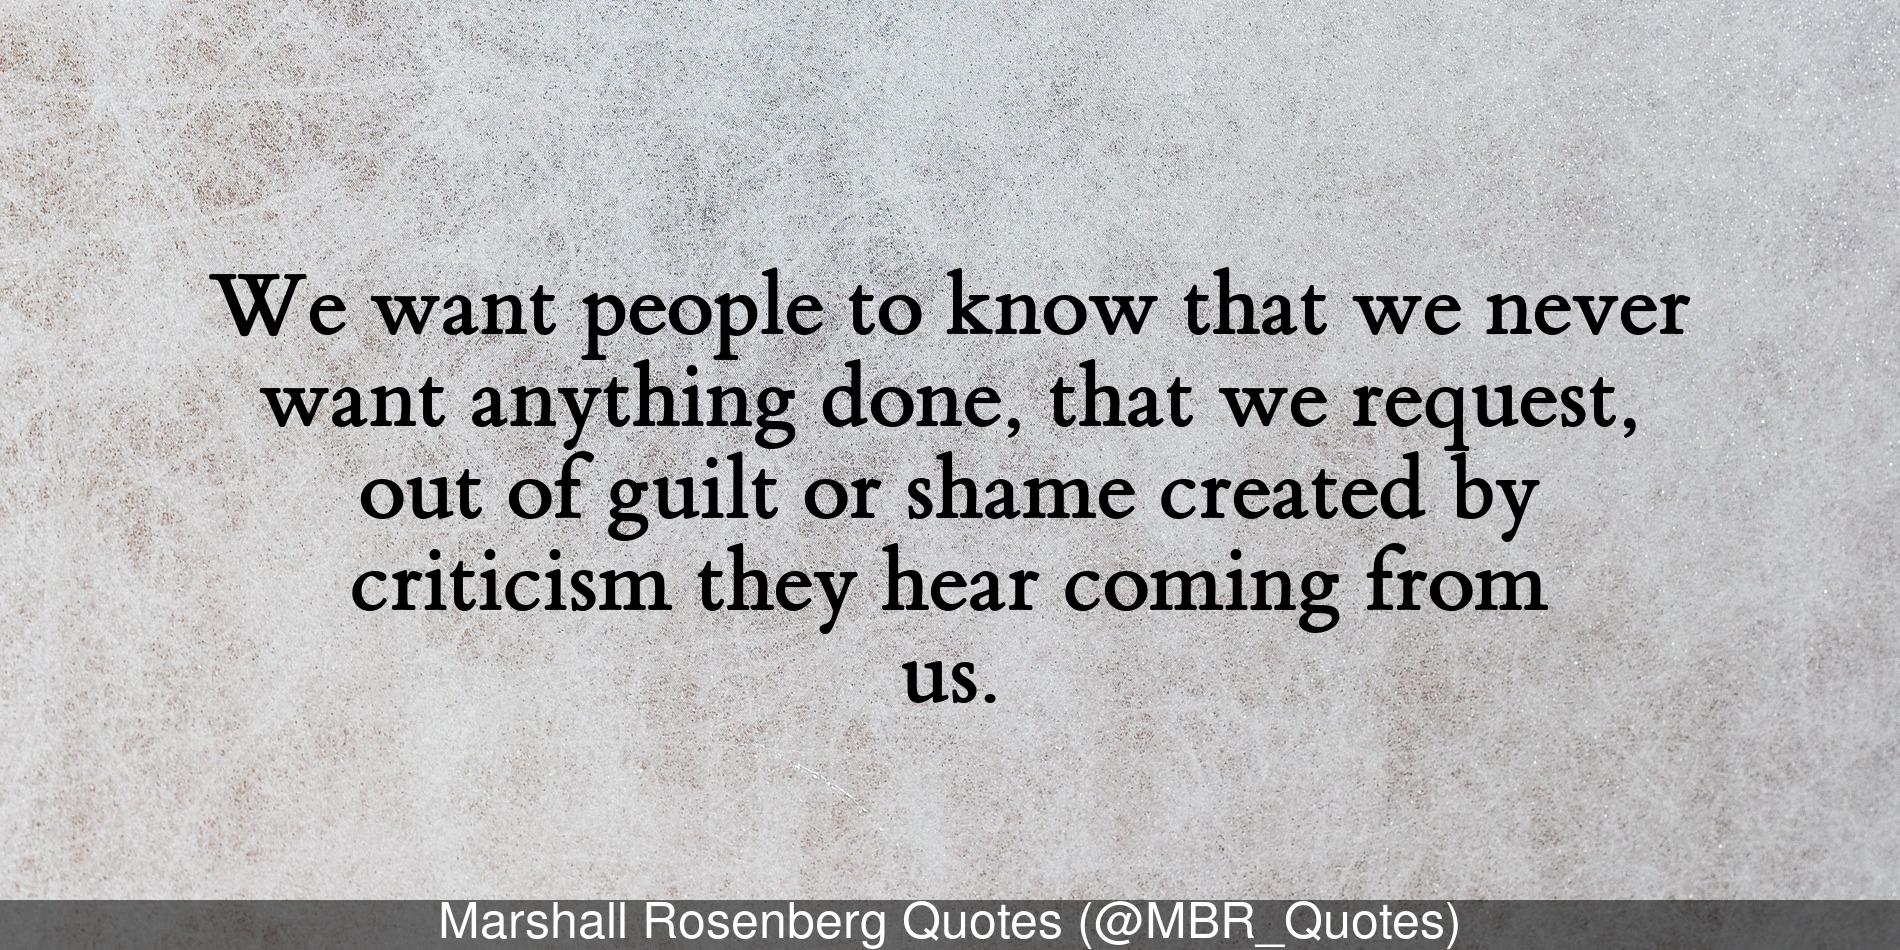 We want people to know that we never
want anything done, that we request,
out of guilt or shame created by
criticism they hear coming from
us.
Marshall Rosenberg Quotes (@MBR_Quotes)